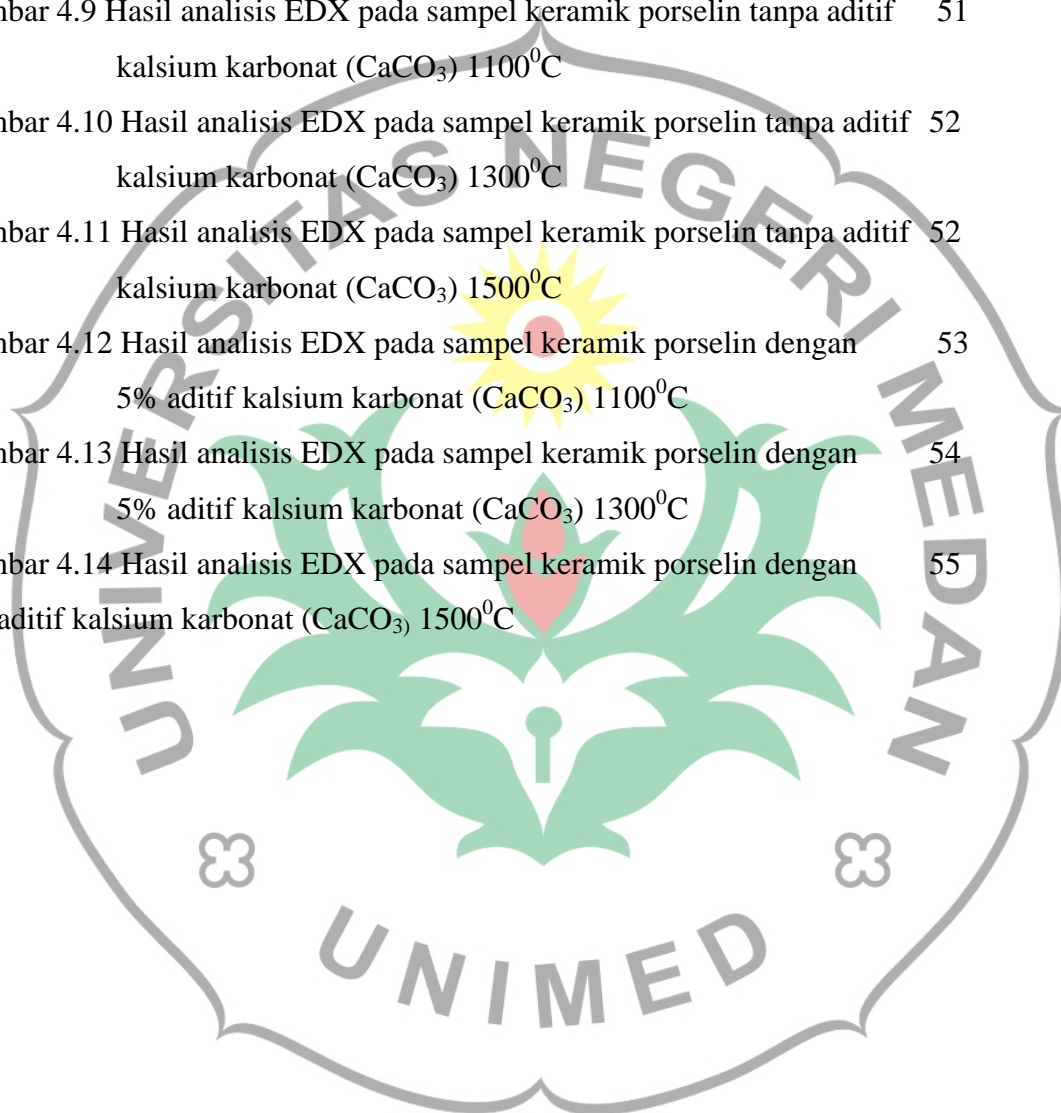 mbar 4.9 Hasil analisis EDX pada sampel keramik porselin tanpa aditif 51
kalsium karbonat (CaCO₃) 1100⁰C
mbar 4.10 Hasil analisis EDX pada sampel keramik porselin tanpa aditif 52
kalsium karbonat (CaCO₃) 1300⁰C
mbar 4.11 Hasil analisis EDX pada sampel keramik porselin tanpa aditif 52
kalsium karbonat (CaCO₃) 1500⁰C
mbar 4.12 Hasil analisis EDX pada sampel keramik porselin dengan 53
5% aditif kalsium karbonat (CaCO₃) 1100⁰C
mbar 4.13 Hasil analisis EDX pada sampel keramik porselin dengan 54
5% aditif kalsium karbonat (CaCO₃) 1300⁰C
mbar 4.14 Hasil analisis EDX pada sampel keramik porselin dengan 55
aditif kalsium karbonat (CaCO₃₎ 1500⁰C
UNIVERSITAS NEGERI MEDAN
UNIMED